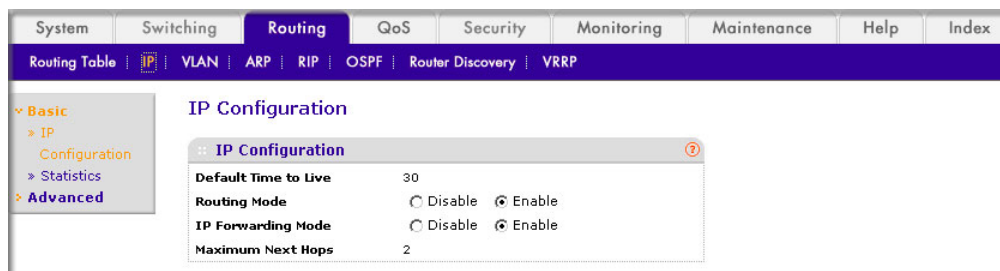 System Switching Routing QoS Security Monitoring Maintenance Help Index
Routing Table | IP | VLAN | ARP | RIP | OSPF | Router Discovery | VRRP
Basic
» IP
Configuration
» Statistics
Advanced
IP Configuration
IP Configuration ?
Default Time to Live 30
Routing Mode Disable Enable
IP Forwarding Mode Disable Enable
Maximum Next Hops 2